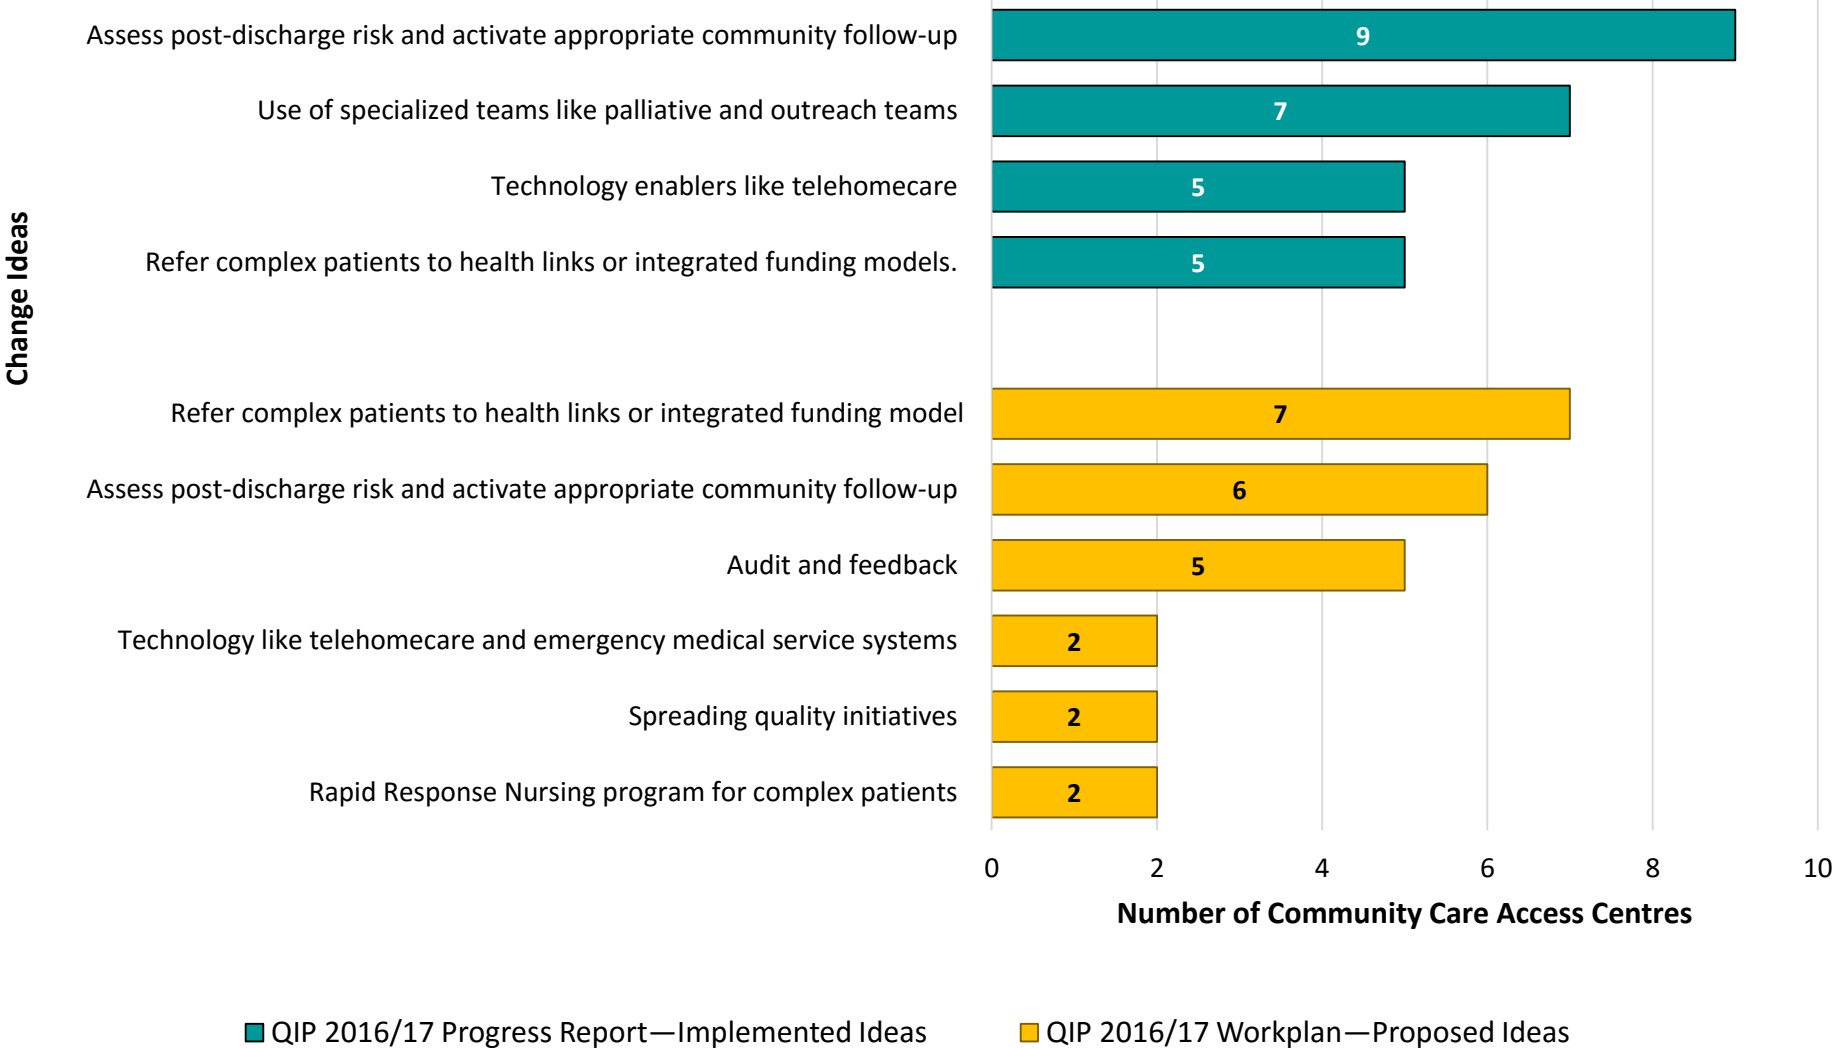 Change Ideas
Assess post-discharge risk and activate appropriate community follow-up
9
Use of specialized teams like palliative and outreach teams
7
Technology enablers like telehomecare
5
Refer complex patients to health links or integrated funding models.
5
Refer complex patients to health links or integrated funding model
7
Assess post-discharge risk and activate appropriate community follow-up
6
Audit and feedback
5
Technology like telehomecare and emergency medical service systems
2
Spreading quality initiatives
2
Rapid Response Nursing program for complex patients
2
0 2 4 6 8 10
Number of Community Care Access Centres
QIP 2016/17 Progress Report—Implemented Ideas
QIP 2016/17 Workplan—Proposed Ideas